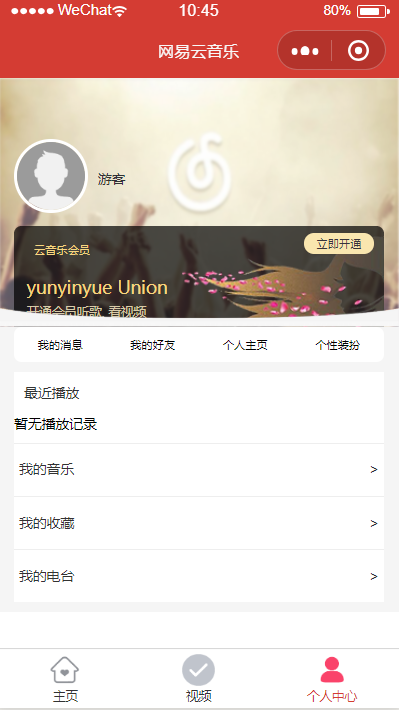 WeChat 10:45 80%
网易云音乐
游客
云音乐会员 立即开通
yunyinyue Union
开通会员听歌 看视频
我的消息 我的好友 个人主页 个性装扮
最近播放
暂无播放记录
我的音乐 >
我的收藏 >
我的电台 >
主页 视频 个人中心